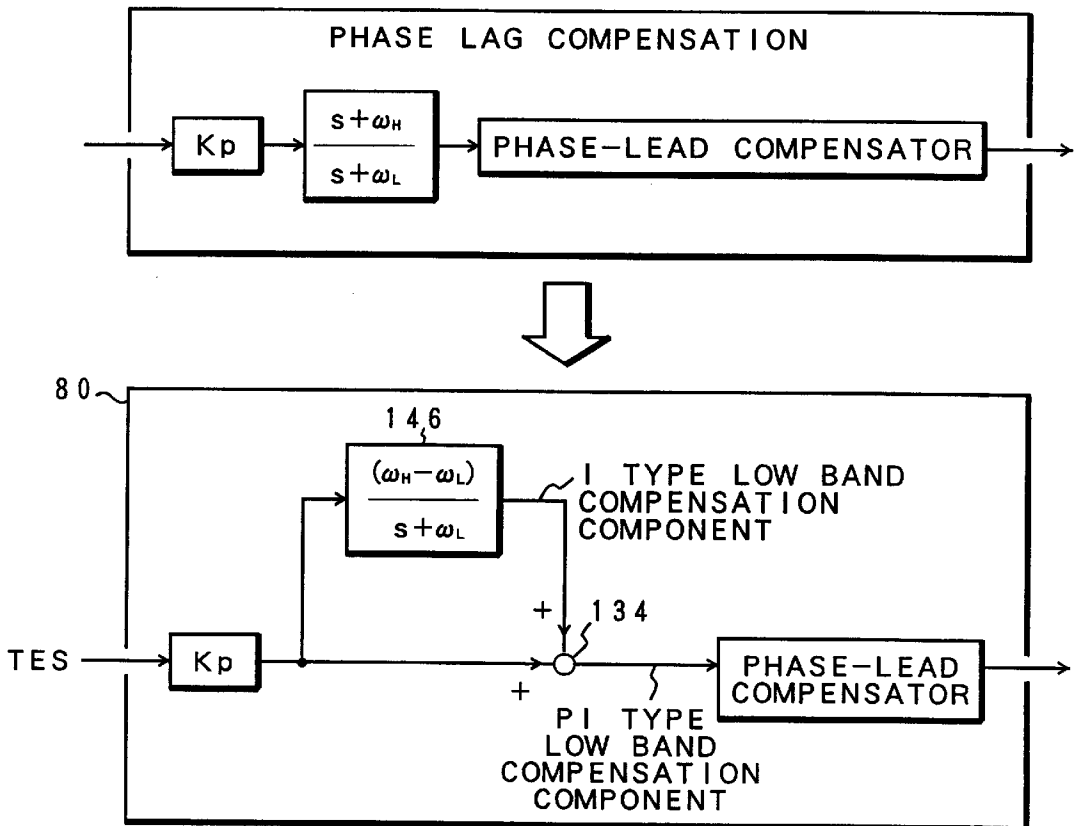 PHASE LAG COMPENSATION
Kp
s+ωH
s+ωL
PHASE-LEAD COMPENSATOR
80
146
(ωH-ωL)
s+ωL
I TYPE LOW BAND
COMPENSATION
COMPONENT
+
134
TES
Kp
+
PHASE-LEAD
COMPENSATOR
PI TYPE
LOW BAND
COMPENSATION
COMPONENT